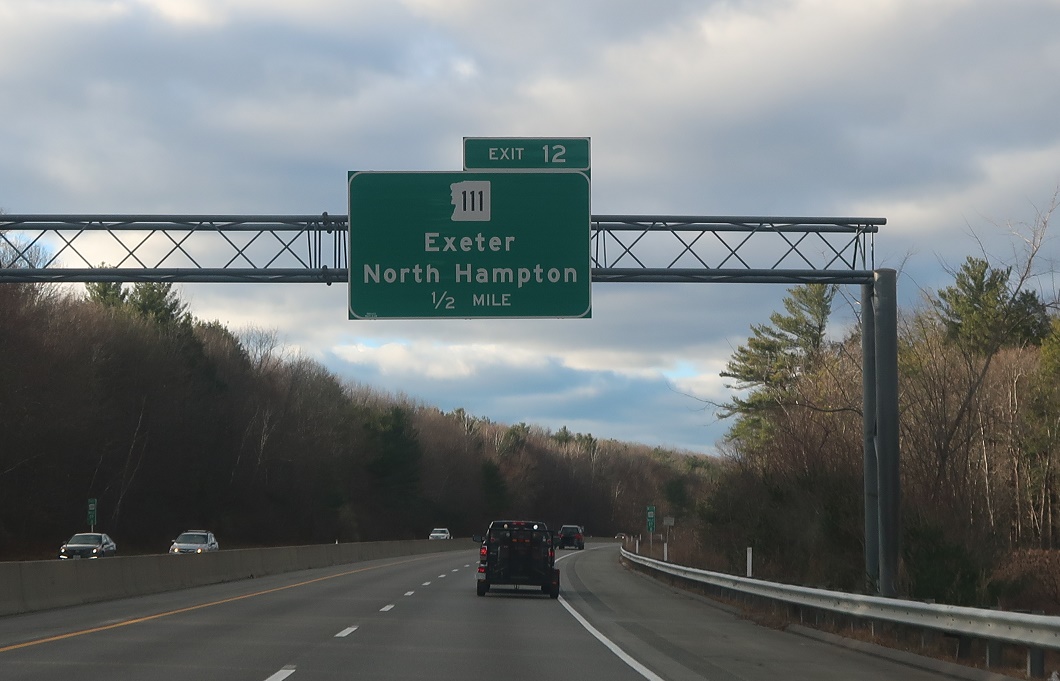 EXIT 12
111
Exeter
North Hampton
1/2 MILE